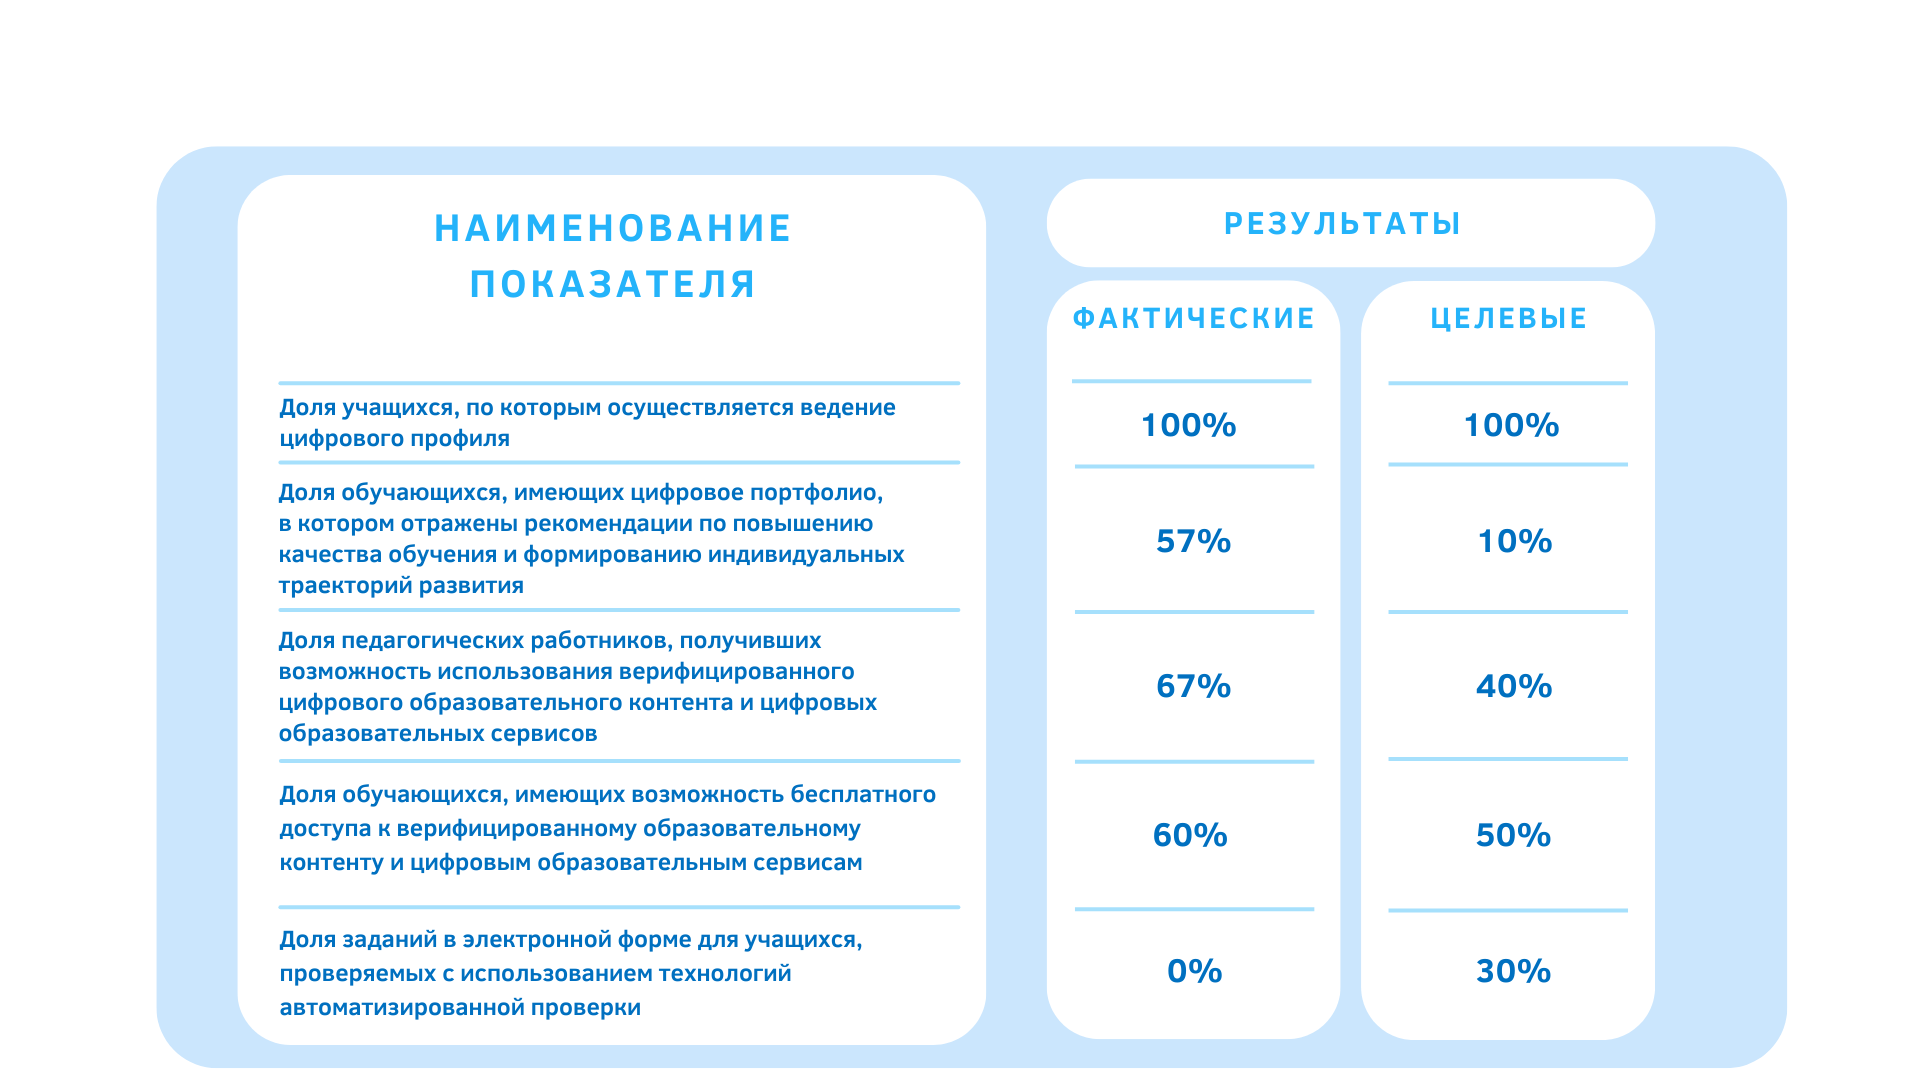 НАИМЕНОВАНИЕ
ПОКАЗАТЕЛЯ
РЕЗУЛЬТАТЫ
ФАКТИЧЕСКИЕ
ЦЕЛЕВЫЕ
Доля учащихся, по которым осуществляется ведение
цифрового профиля
100%
100%
Доля обучающихся, имеющих цифровое портфолио,
в котором отражены рекомендации по повышению
качества обучения и формированию индивидуальных
траекторий развития
57%
10%
Доля педагогических работников, получивших
возможность использования верифицированного
цифрового образовательного контента и цифровых
образовательных сервисов
67%
40%
Доля обучающихся, имеющих возможность бесплатного
доступа к верифицированному образовательному
контенту и цифровым образовательным сервисам
60%
50%
Доля заданий в электронной форме для учащихся,
проверяемых с использованием технологий
автоматизированной проверки
0%
30%